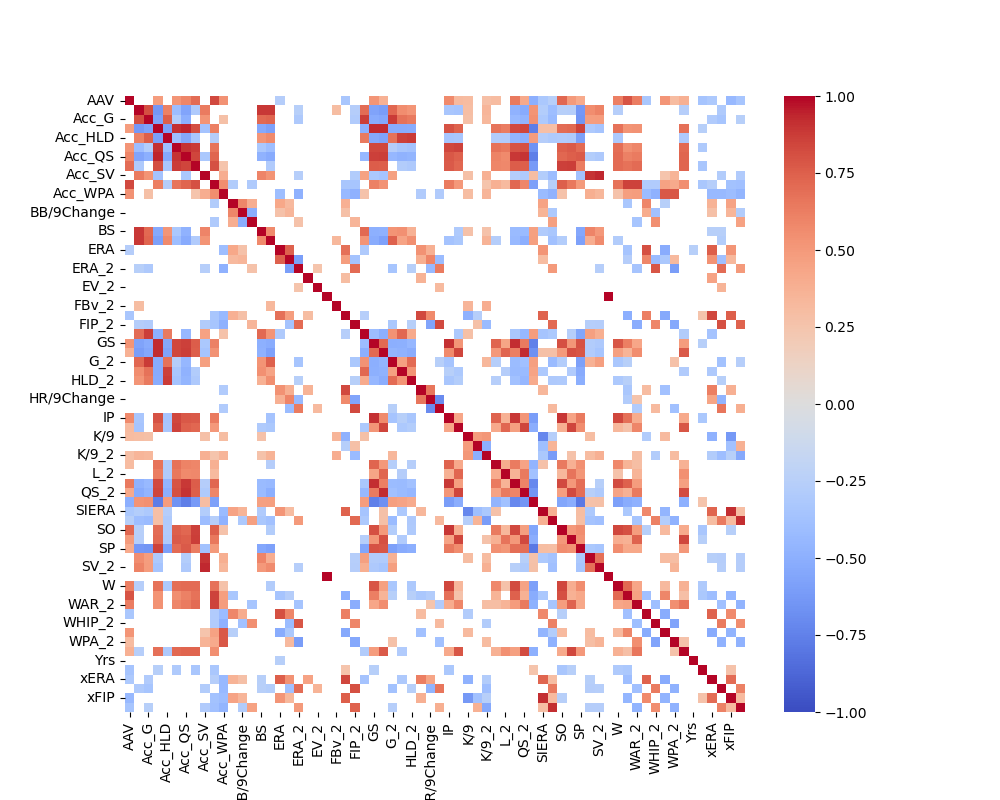 AAV
Acc_G
Acc_HLD
Acc_QS
Acc_SV
Acc_WPA
BB/9Change
BS
ERA
ERA_2
EV_2
FBv_2
FIP_2
GS
G_2
HLD_2
HR/9Change
IP
K/9
K/9_2
L_2
QS_2
SIERA
SO
SP
SV_2
W
WAR_2
WHIP_2
WPA_2
Yrs
xERA
xFIP
AAV
Acc_G
Acc_HLD
Acc_QS
Acc_SV
Acc_WPA
B/9Change
BS
ERA
ERA_2
EV_2
FBv_2
FIP_2
GS
G_2
HLD_2
R/9Change
IP
K/9
K/9_2
L_2
QS_2
SIERA
SO
SP
SV_2
W
WAR_2
WHIP_2
WPA_2
Yrs
xERA
xFIP
1.00
0.75
0.50
0.25
0.00
−0.25
−0.50
−0.75
−1.00